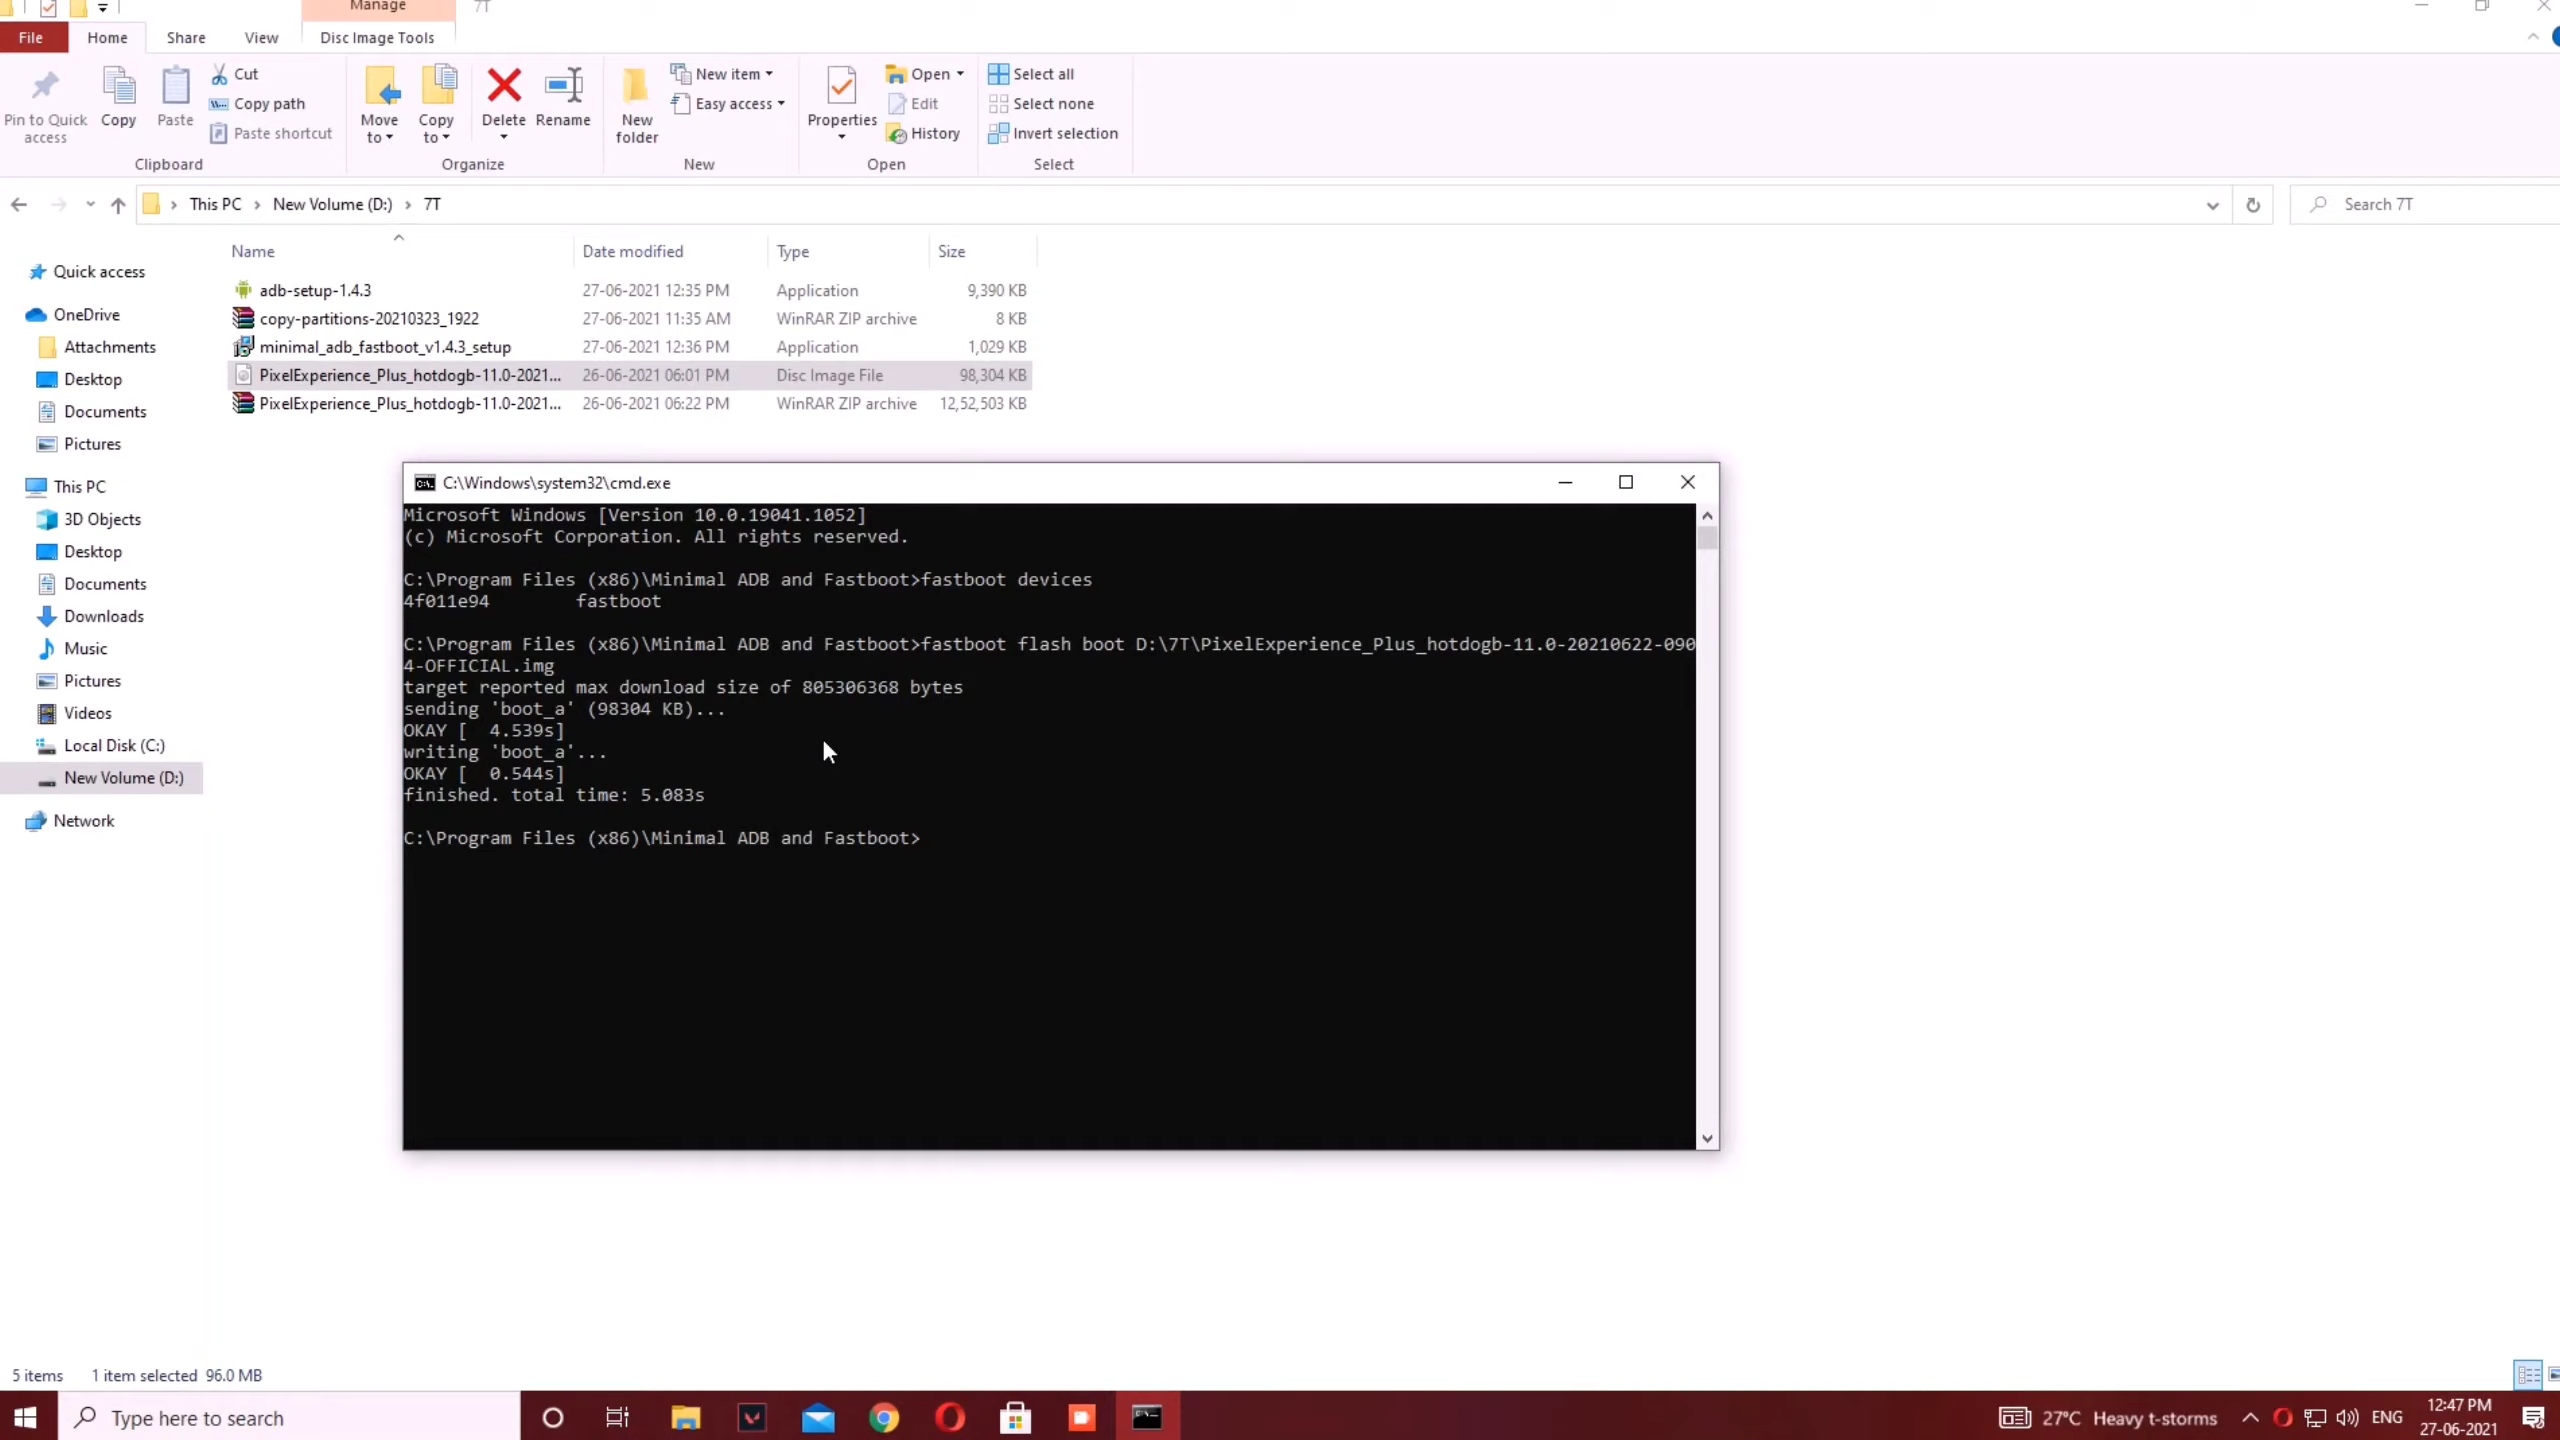 Manage 7T
File Home Share View Disc Image Tools
Pin to Quick access
Copy
Paste
Cut
Copy path
Paste shortcut
Clipboard
Move to
Copy to
Delete
Rename
Organize
New folder
New item
Easy access
New
Properties
Open
Edit
History
Open
Select all
Select none
Invert selection
Select
This PC › New Volume (D:) › 7T
Search 7T
Name Date modified Type Size
adb-setup-1.4.3 27-06-2021 12:35 PM Application 9,390 KB
copy-partitions-20210323_1922 27-06-2021 11:35 AM WinRAR ZIP archive 8 KB
minimal_adb_fastboot_v1.4.3_setup 27-06-2021 12:36 PM Application 1,029 KB
PixelExperience_Plus_hotdogb-11.0-2021... 26-06-2021 06:01 PM Disc Image File 98,304 KB
PixelExperience_Plus_hotdogb-11.0-2021... 26-06-2021 06:22 PM WinRAR ZIP archive 12,52,503 KB
Quick access
OneDrive
Attachments
Desktop
Documents
Pictures
This PC
3D Objects
Desktop
Documents
Downloads
Music
Pictures
Videos
Local Disk (C:)
New Volume (D:)
Network
C:\Windows\system32\cmd.exe
Microsoft Windows [Version 10.0.19041.1052]
(c) Microsoft Corporation. All rights reserved.
C:\Program Files (x86)\Minimal ADB and Fastboot>fastboot devices
4f011e94 fastboot
C:\Program Files (x86)\Minimal ADB and Fastboot>fastboot flash boot D:\7T\PixelExperience_Plus_hotdogb-11.0-20210622-090
4-OFFICIAL.img
target reported max download size of 805306368 bytes
sending 'boot_a' (98304 KB)...
OKAY [ 4.539s]
writing 'boot_a'...
OKAY [ 0.544s]
finished. total time: 5.083s
C:\Program Files (x86)\Minimal ADB and Fastboot>
5 items 1 item selected 96.0 MB
Type here to search
27°C Heavy t-storms
ENG
12:47 PM
27-06-2021